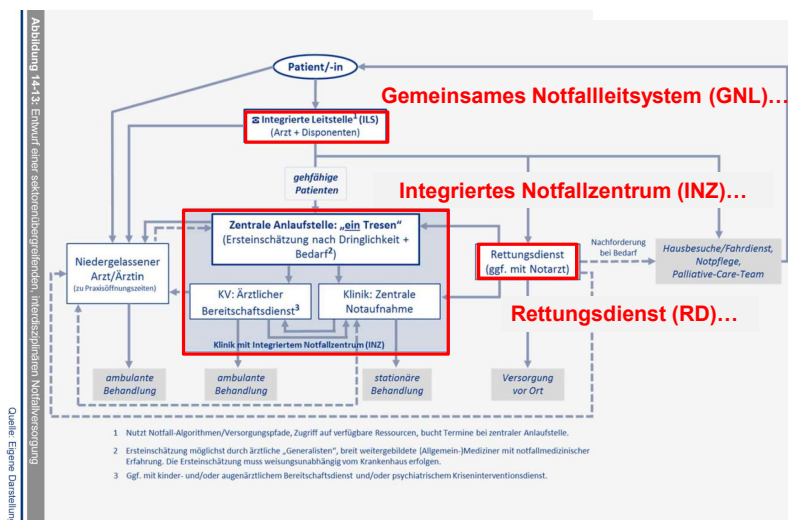 Abbildung 14-13: Entwurf einer sektorenübergreifenden, interdisziplinären Notfallversorgung
Quelle: Eigene Darstellung
Patient/-in
Gemeinsames Notfallleitsystem (GNL)…
☎ Integrierte Leitstelle¹ (ILS)
(Arzt + Disponenten)
gehfähige
Patienten
Integriertes Notfallzentrum (INZ)…
Zentrale Anlaufstelle: „ein Tresen“
(Ersteinschätzung nach Dringlichkeit +
Bedarf²)
Niedergelassener
Arzt/Ärztin
(zu Praxisöffnungszeiten)
Rettungsdienst
(ggf. mit Notarzt)
Nachforderung
bei Bedarf
Hausbesuche/Fahrdienst,
Notpflege,
Palliative-Care-Team
KV: Ärztlicher
Bereitschaftsdienst³
Klinik: Zentrale
Notaufnahme
Rettungsdienst (RD)…
Klinik mit Integriertem Notfallzentrum (INZ)
ambulante
Behandlung
ambulante
Behandlung
stationäre
Behandlung
Versorgung
vor Ort
1 Nutzt Notfall-Algorithmen/Versorgungspfade, Zugriff auf verfügbare Ressourcen, bucht Termine bei zentraler Anlaufstelle.
2 Ersteinschätzung möglichst durch ärztliche „Generalisten“, breit weitergebildete (Allgemein-)Mediziner mit notfallmedizinischer
Erfahrung. Die Ersteinschätzung muss weisungsunabhängig vom Krankenhaus erfolgen.
3 Ggf. mit kinder- und/oder augenärztlichem Bereitschaftsdienst und/oder psychiatrischem Kriseninterventionsdienst.